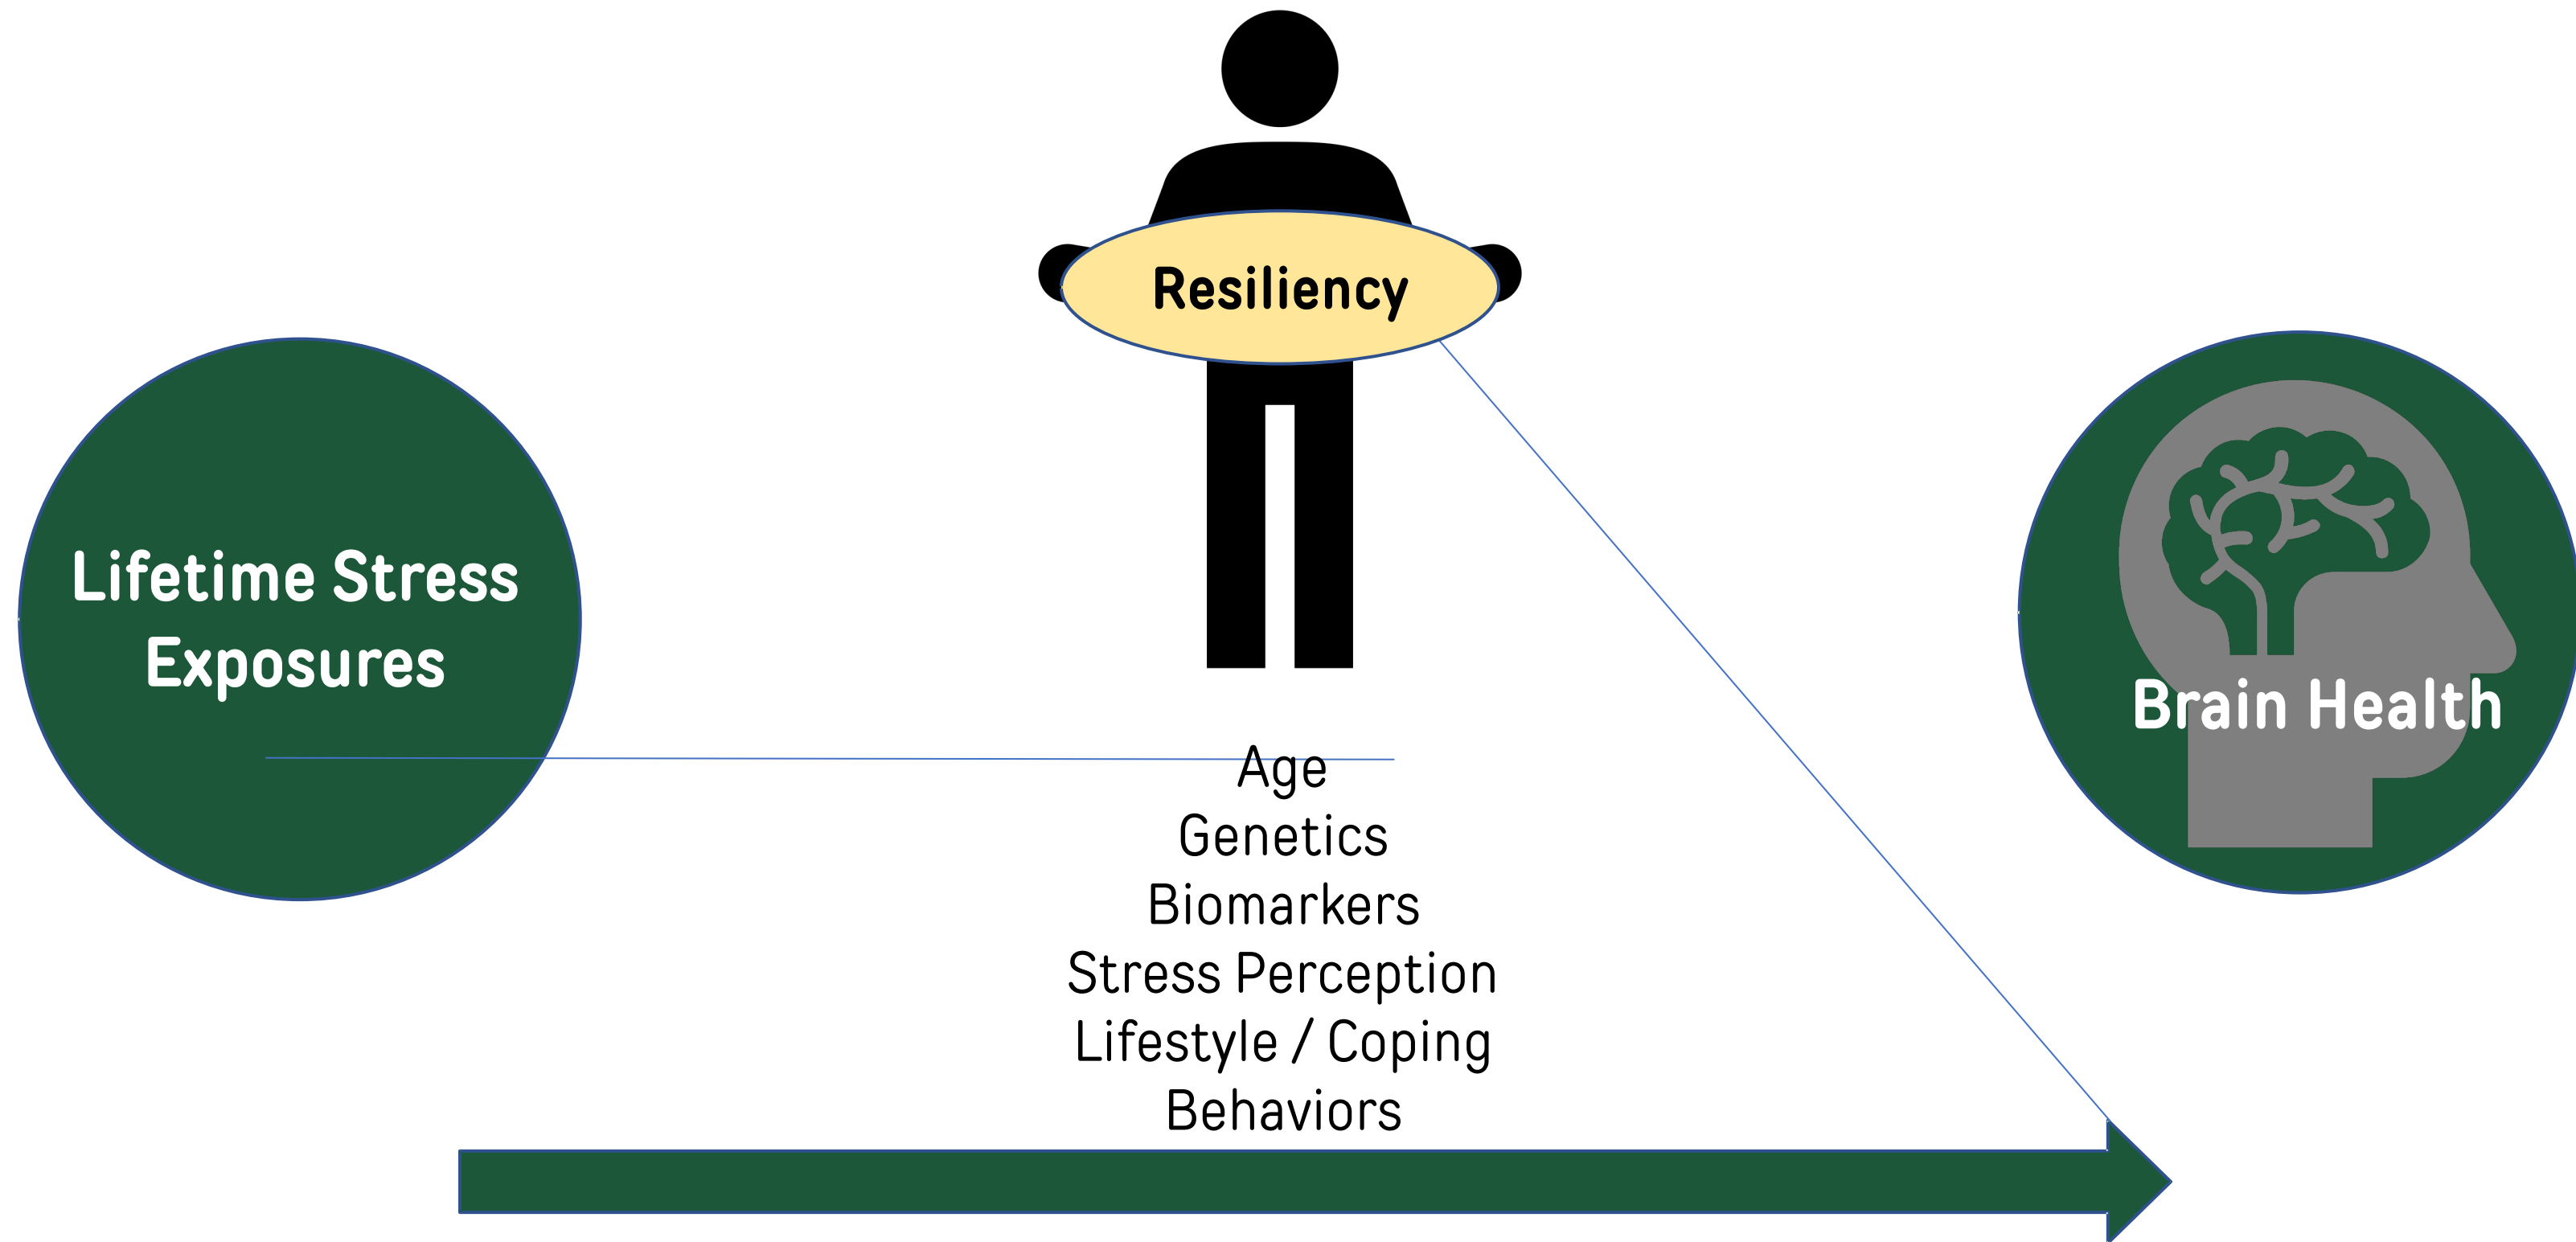 Resiliency
Lifetime Stress
Exposures
Brain Health
Age
Genetics
Biomarkers
Stress Perception
Lifestyle / Coping
Behaviors